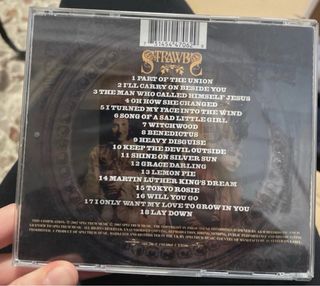 STRAWBS
1 PART OF THE UNION
2 I'LL CARRY ON BESIDE YOU
3 THE MAN WHO CALLED HIMSELF JESUS
4 OH HOW SHE CHANGED
5 I TURNED MY FACE INTO THE WIND
6 SONG OF A SAD LITTLE GIRL
7 WITCHWOOD
8 BENEDICTUS
9 HEAVY DISGUISE
10 KEEP THE DEVIL OUTSIDE
11 SHINE ON SILVER SUN
12 GRACE DARLING
13 LEMON PIE
14 MARTIN LUTHER KING'S DREAM
15 TOKYO ROSIE
16 WILL YOU GO
17 I ONLY WANT MY LOVE TO GROW IN YOU
18 LAY DOWN